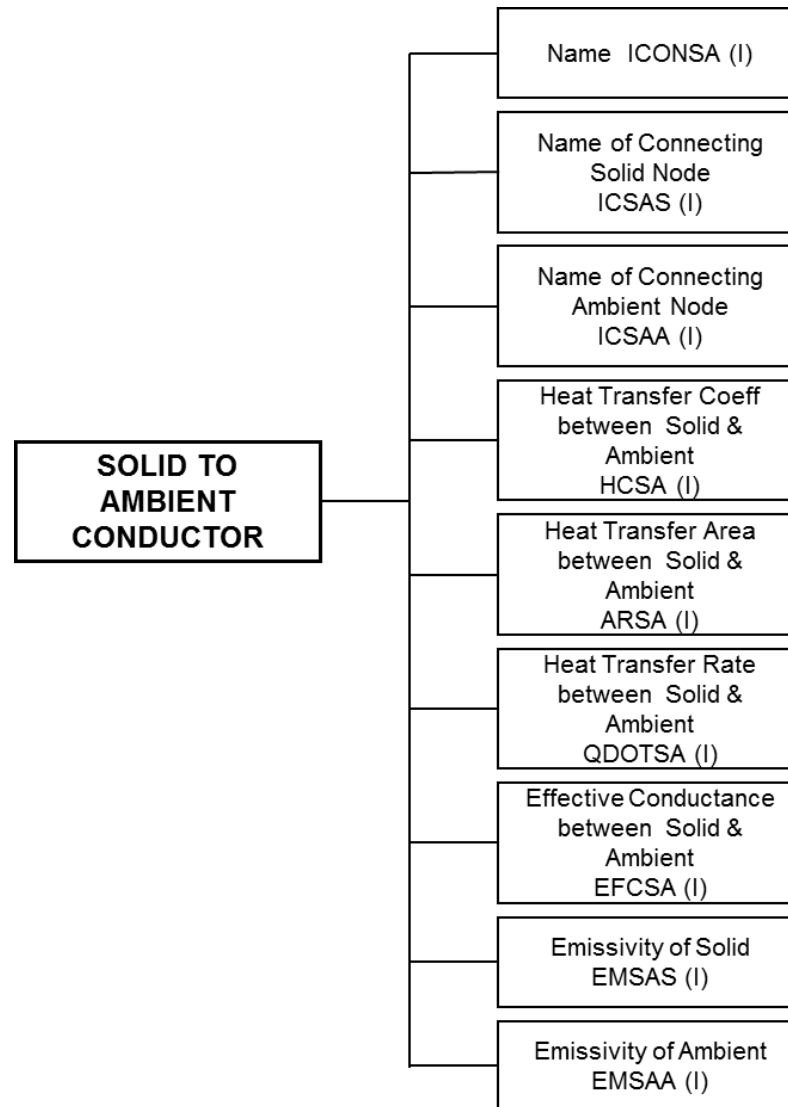 Name ICONSA (I)
Name of Connecting
Solid Node
ICSAS (I)
Name of Connecting
Ambient Node
ICSAA (I)
Heat Transfer Coeff
between Solid &
Ambient
HCSA (I)
SOLID TO
AMBIENT
CONDUCTOR
Heat Transfer Area
between Solid &
Ambient
ARSA (I)
Heat Transfer Rate
between Solid &
Ambient
QDOTSA (I)
Effective Conductance
between Solid &
Ambient
EFCSA (I)
Emissivity of Solid
EMSAS (I)
Emissivity of Ambient
EMSAA (I)